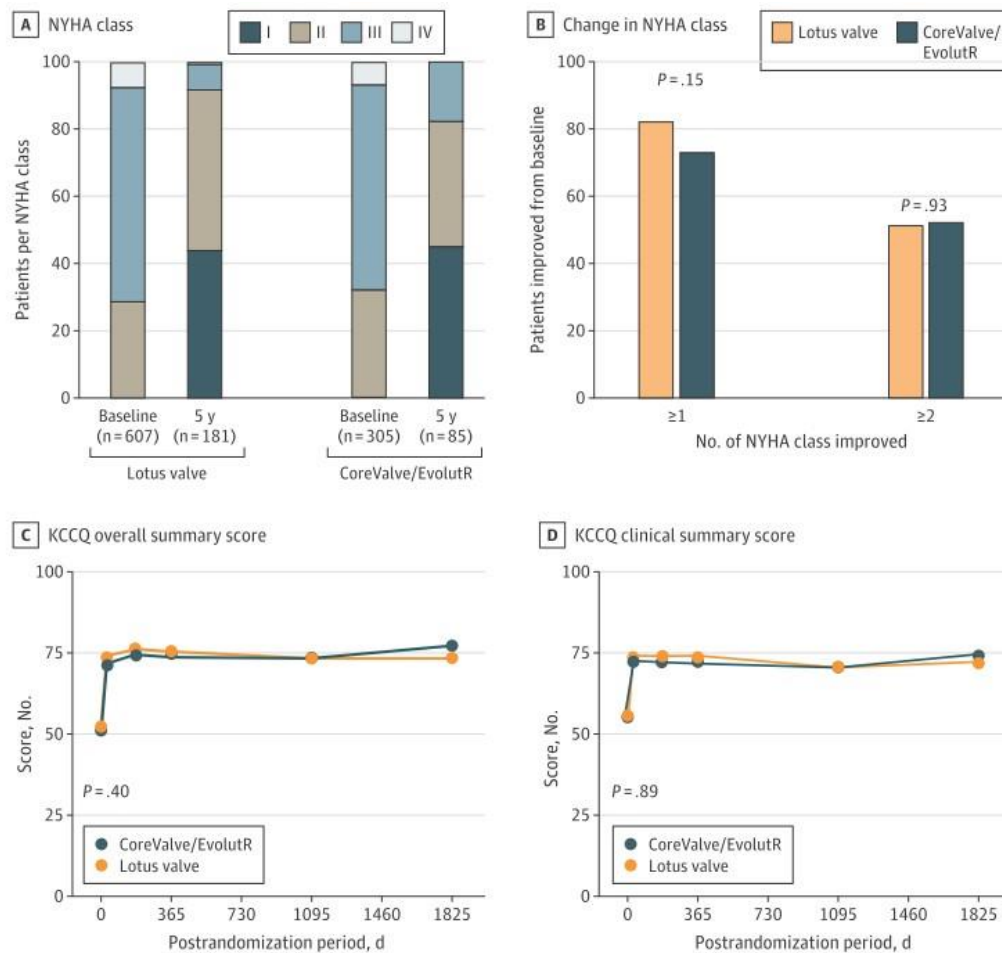 A NYHA class
I II III IV
Patients per NYHA class
100
80
60
40
20
0
Baseline
(n=607)
5 y
(n=181)
Baseline
(n=305)
5 y
(n=85)
Lotus valve
CoreValve/EvolutR
B Change in NYHA class
Lotus valve
CoreValve/
EvolutR
Patients improved from baseline
100
80
60
40
20
0
P=.15
P=.93
≥1
≥2
No. of NYHA class improved
C KCCQ overall summary score
Score, No.
100
75
50
25
0
P=.40
CoreValve/EvolutR
Lotus valve
0 365 730 1095 1460 1825
Postrandomization period, d
D KCCQ clinical summary score
Score, No.
100
75
50
25
0
P=.89
CoreValve/EvolutR
Lotus valve
0 365 730 1095 1460 1825
Postrandomization period, d